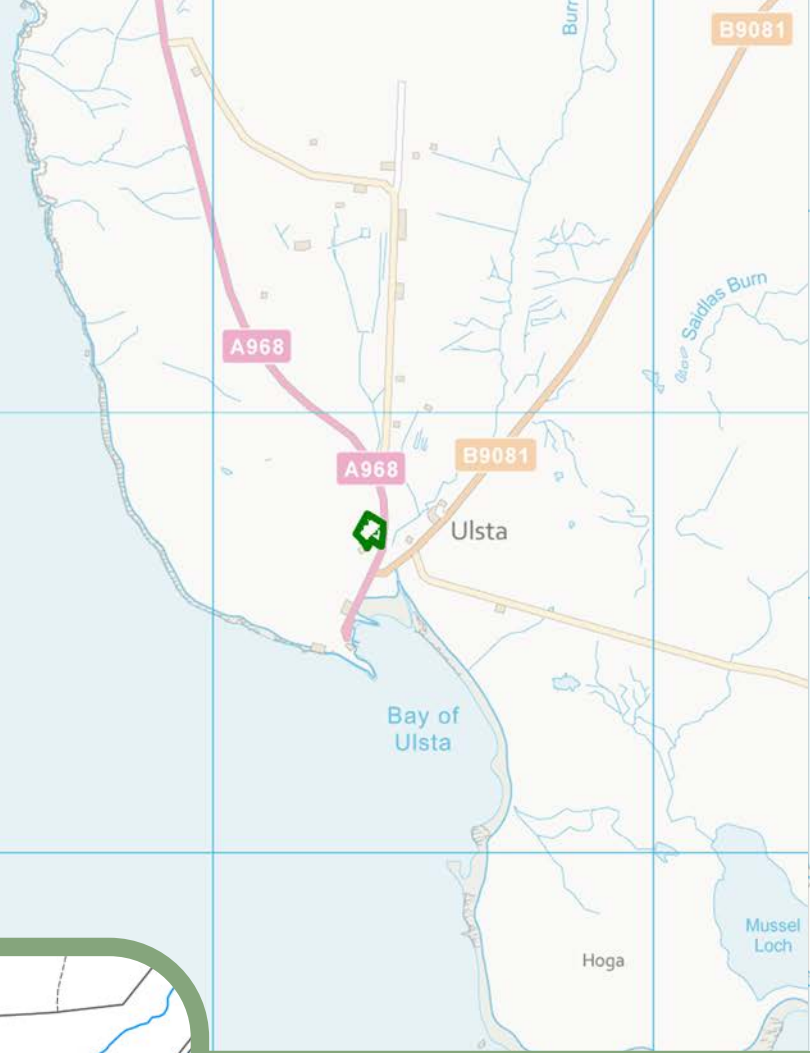 Burn
B9081
Saidlas Burn
A968
A968
B9081
Ulsta
Bay of
Ulsta
Mussel
Loch
Hoga